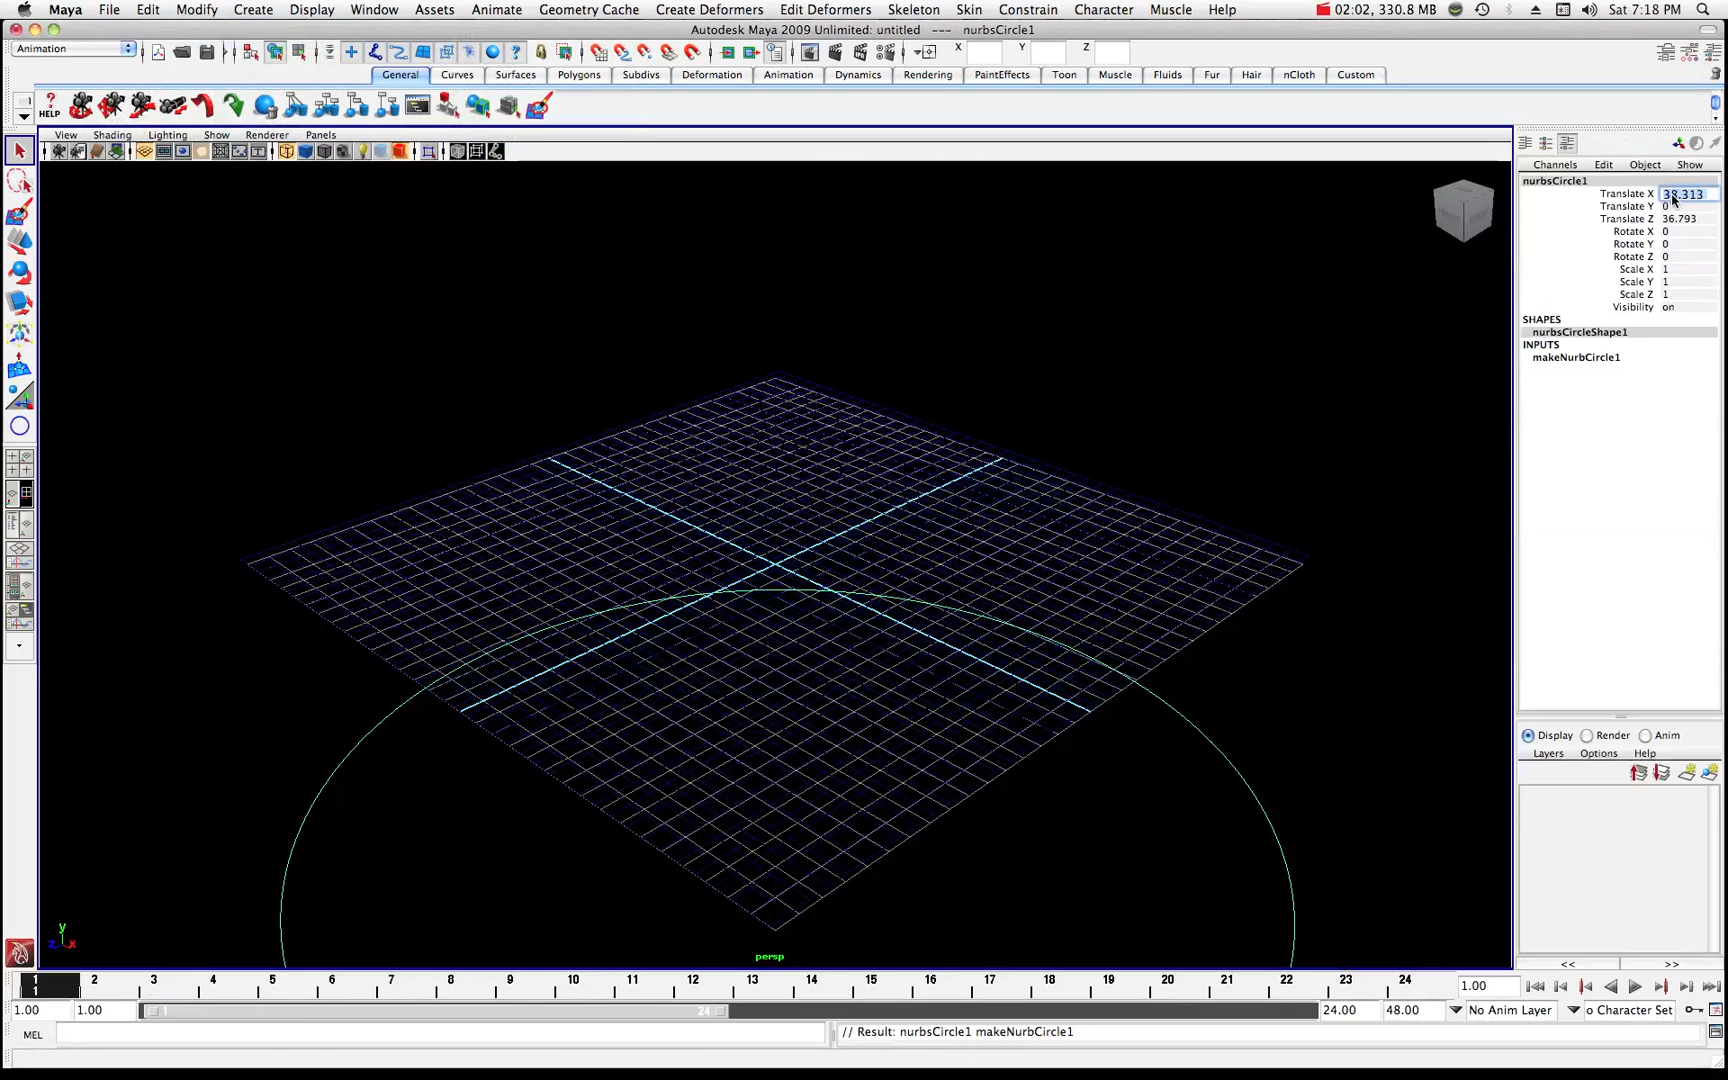 Maya File Edit Modify Create Display Window Assets Animate Geometry Cache Create Deformers Edit Deformers Skeleton Skin Constrain Character Muscle Help 02:02, 330.8 MB Sat 7:18 PM
Autodesk Maya 2009 Unlimited: untitled --- nurbsCircle1
Animation X Y Z
General Curves Surfaces Polygons Subdivs Deformation Animation Dynamics Rendering PaintEffects Toon Muscle Fluids Fur Hair nCloth Custom
HELP
View Shading Lighting Show Renderer Panels
Channels Edit Object Show
nurbsCircle1
Translate X 38.313
Translate Y 0
Translate Z 36.793
Rotate X 0
Rotate Y 0
Rotate Z 0
Scale X 1
Scale Y 1
Scale Z 1
Visibility on
SHAPES
nurbsCircleShape1
INPUTS
makeNurbCircle1
Display Render Anim
Layers Options Help
y
z x
persp
<< >>
1 2 3 4 5 6 7 8 9 10 11 12 13 14 15 16 17 18 19 20 21 22 23 24 1.00
1
1.00 1.00 1 24 24.00 48.00 No Anim Layer o Character Set
MEL // Result: nurbsCircle1 makeNurbCircle1